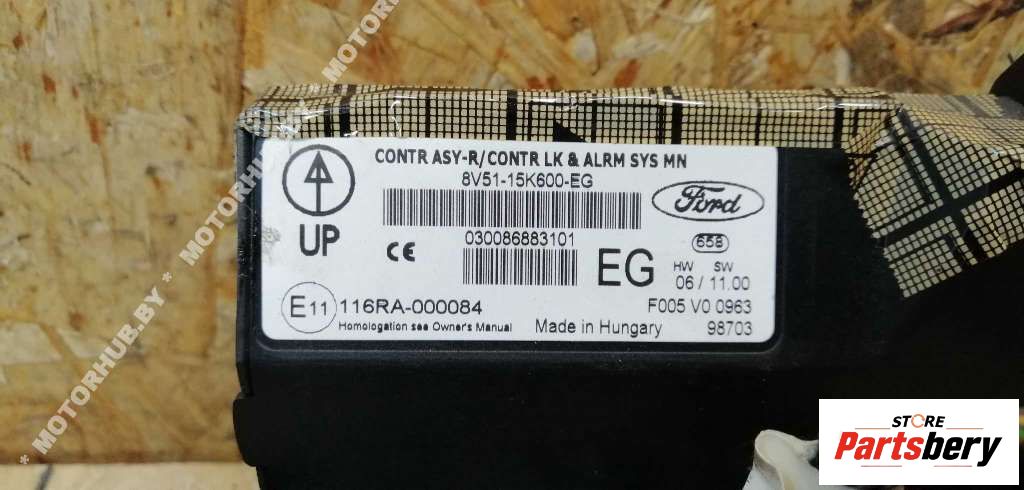 CONTR ASY-R/CONTR LK & ALRM SYS MN
8V51-15K600-EG
Ford
UP
CE
030086883101
EG
658
HW SW
06 / 11.00
E11 116RA-000084
Homologation see Owner's Manual
Made in Hungary
F005 V0 0963
98703
* MOTORHUB.BY * MOTORHUB.BY
STORE
Partsbery